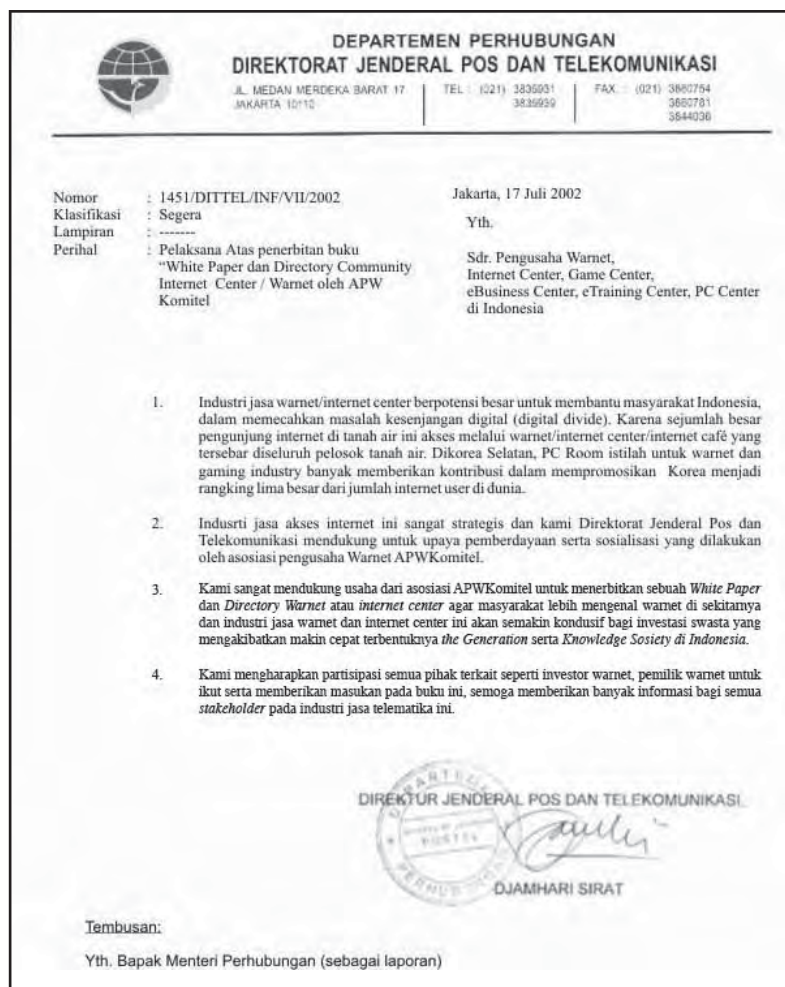 DEPARTEMEN PERHUBUNGAN
DIREKTORAT JENDERAL POS DAN TELEKOMUNIKASI
JL. MEDAN MERDEKA BARAT 17 TEL : (021) 3835931 FAX. : (021) 3860754
JAKARTA 10110 3835939 3860781
3844036
Nomor : 1451/DITTEL/INF/VII/2002
Klasifikasi : Segera
Lampiran : -------
Perihal : Pelaksana Atas penerbitan buku
“White Paper dan Directory Community
Internet Center / Warnet oleh APW
Komitel
Jakarta, 17 Juli 2002
Yth.
Sdr. Pengusaha Warnet,
Internet Center, Game Center,
eBusiness Center, eTraining Center, PC Center
di Indonesia
1. Industri jasa warnet/internet center berpotensi besar untuk membantu masyarakat Indonesia,
dalam memecahkan masalah kesenjangan digital (digital divide). Karena sejumlah besar
pengunjung internet di tanah air ini akses melalui warnet/internet center/internet café yang
tersebar diseluruh pelosok tanah air. Dikorea Selatan, PC Room istilah untuk warnet dan
gaming industry banyak memberikan kontribusi dalam mempromosikan Korea menjadi
rangking lima besar dari jumlah internet user di dunia.
2. Indusrti jasa akses internet ini sangat strategis dan kami Direktorat Jenderal Pos dan
Telekomunikasi mendukung untuk upaya pemberdayaan serta sosialisasi yang dilakukan
oleh asosiasi pengusaha Warnet APWKomitel.
3. Kami sangat mendukung usaha dari asosiasi APWKomitel untuk menerbitkan sebuah White Paper
dan Directory Warnet atau internet center agar masyarakat lebih mengenal warnet di sekitarnya
dan industri jasa warnet dan internet center ini akan semakin kondusif bagi investasi swasta yang
mengakibatkan makin cepat terbentuknya the Generation serta Knowledge Sosiety di Indonesia.
4. Kami mengharapkan partisipasi semua pihak terkait seperti investor warnet, pemilik warnet untuk
ikut serta memberikan masukan pada buku ini, semoga memberikan banyak informasi bagi semua
stakeholder pada industri jasa telematika ini.
DIREKTUR JENDERAL POS DAN TELEKOMUNIKASI
DJAMHARI SIRAT
Tembusan:
Yth. Bapak Menteri Perhubungan (sebagai laporan)